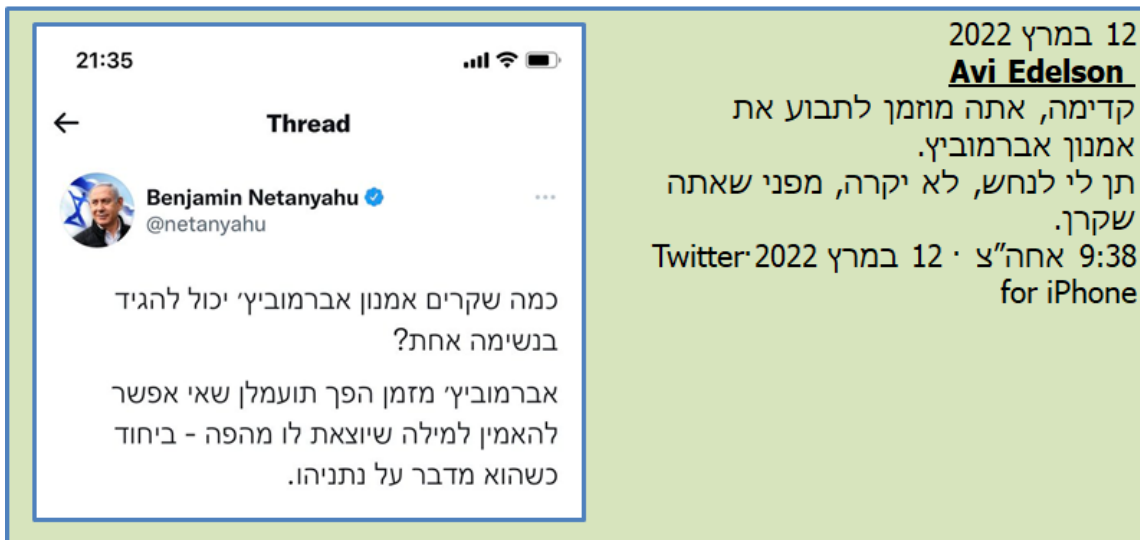 12 במרץ 2022
Avi Edelson
קדימה, אתה מוזמן לתבוע את
אמנון אברמוביץ.
תן לי לנחש, לא יקרה, מפני שאתה
שקרן.
9:38 אחה"צ · 12 במרץ 2022·Twitter
for iPhone
21:35
Thread
Benjamin Netanyahu
@netanyahu
כמה שקרים אמנון אברמוביץ׳ יכול להגיד
בנשימה אחת?
אברמוביץ׳ מזמן הפך תועמלן שאי אפשר
להאמין למילה שיוצאת לו מהפה - ביחוד
כשהוא מדבר על נתניהו.